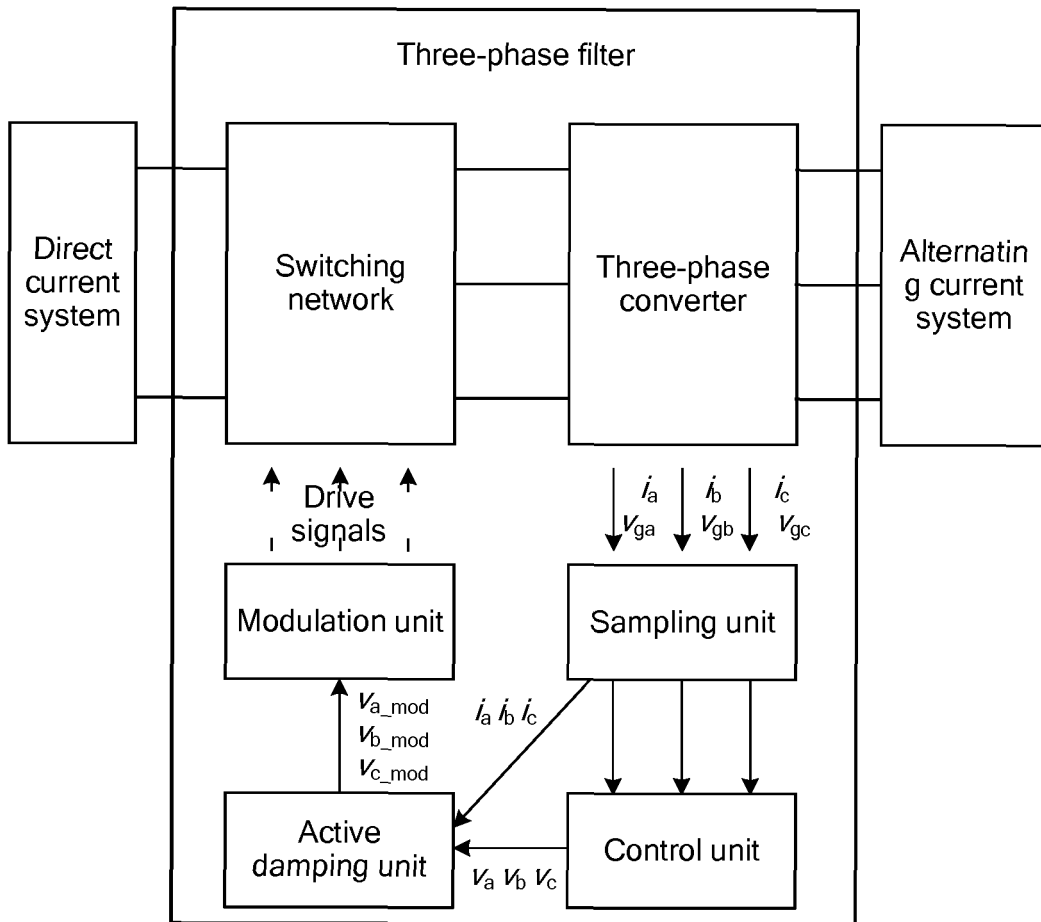 Three-phase filter
Direct
current
system
Switching
network
Three-phase
converter
Alternatin
g current
system
Drive
signals
i_a i_b i_c
v_ga v_gb v_gc
Modulation unit
Sampling unit
v_a_mod
v_b_mod
v_c_mod
i_a i_b i_c
Active
damping unit
Control unit
v_a v_b v_c